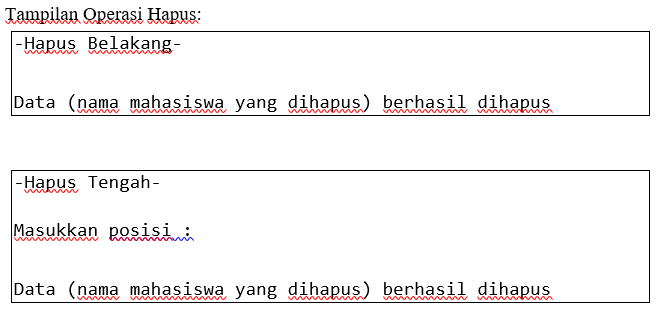 Tampilan Operasi Hapus:
-Hapus Belakang-
Data (nama mahasiswa yang dihapus) berhasil dihapus
-Hapus Tengah-
Masukkan posisi :
Data (nama mahasiswa yang dihapus) berhasil dihapus